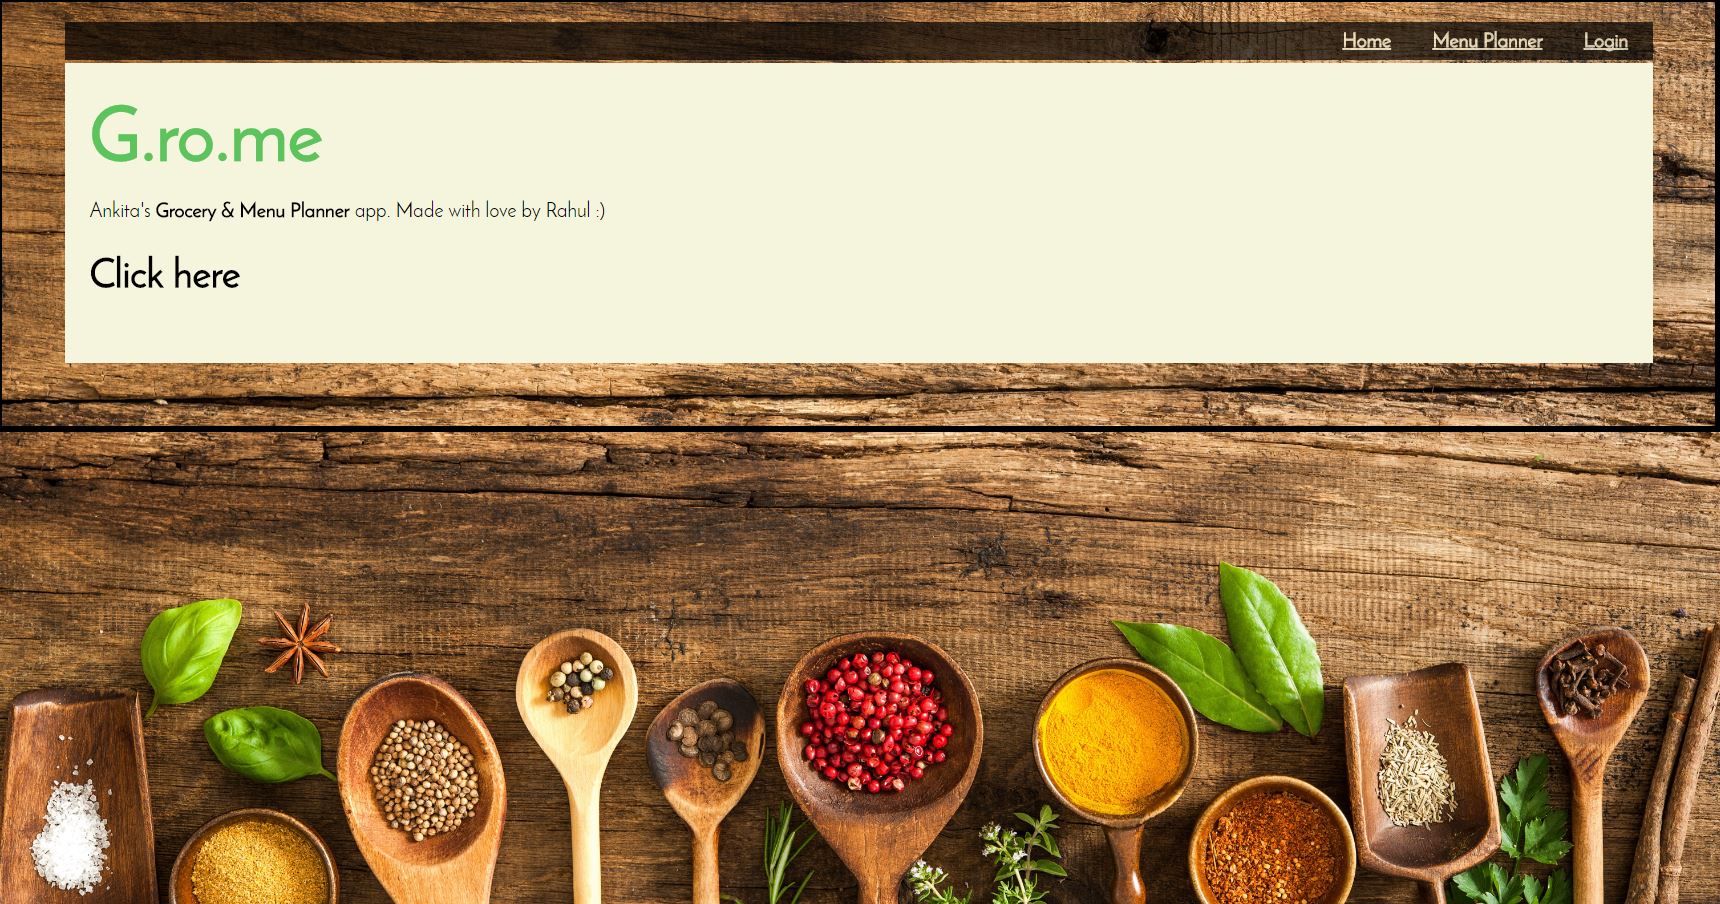 Home Menu Planner Login
G.ro.me
Ankita's Grocery & Menu Planner app. Made with love by Rahul :)
Click here